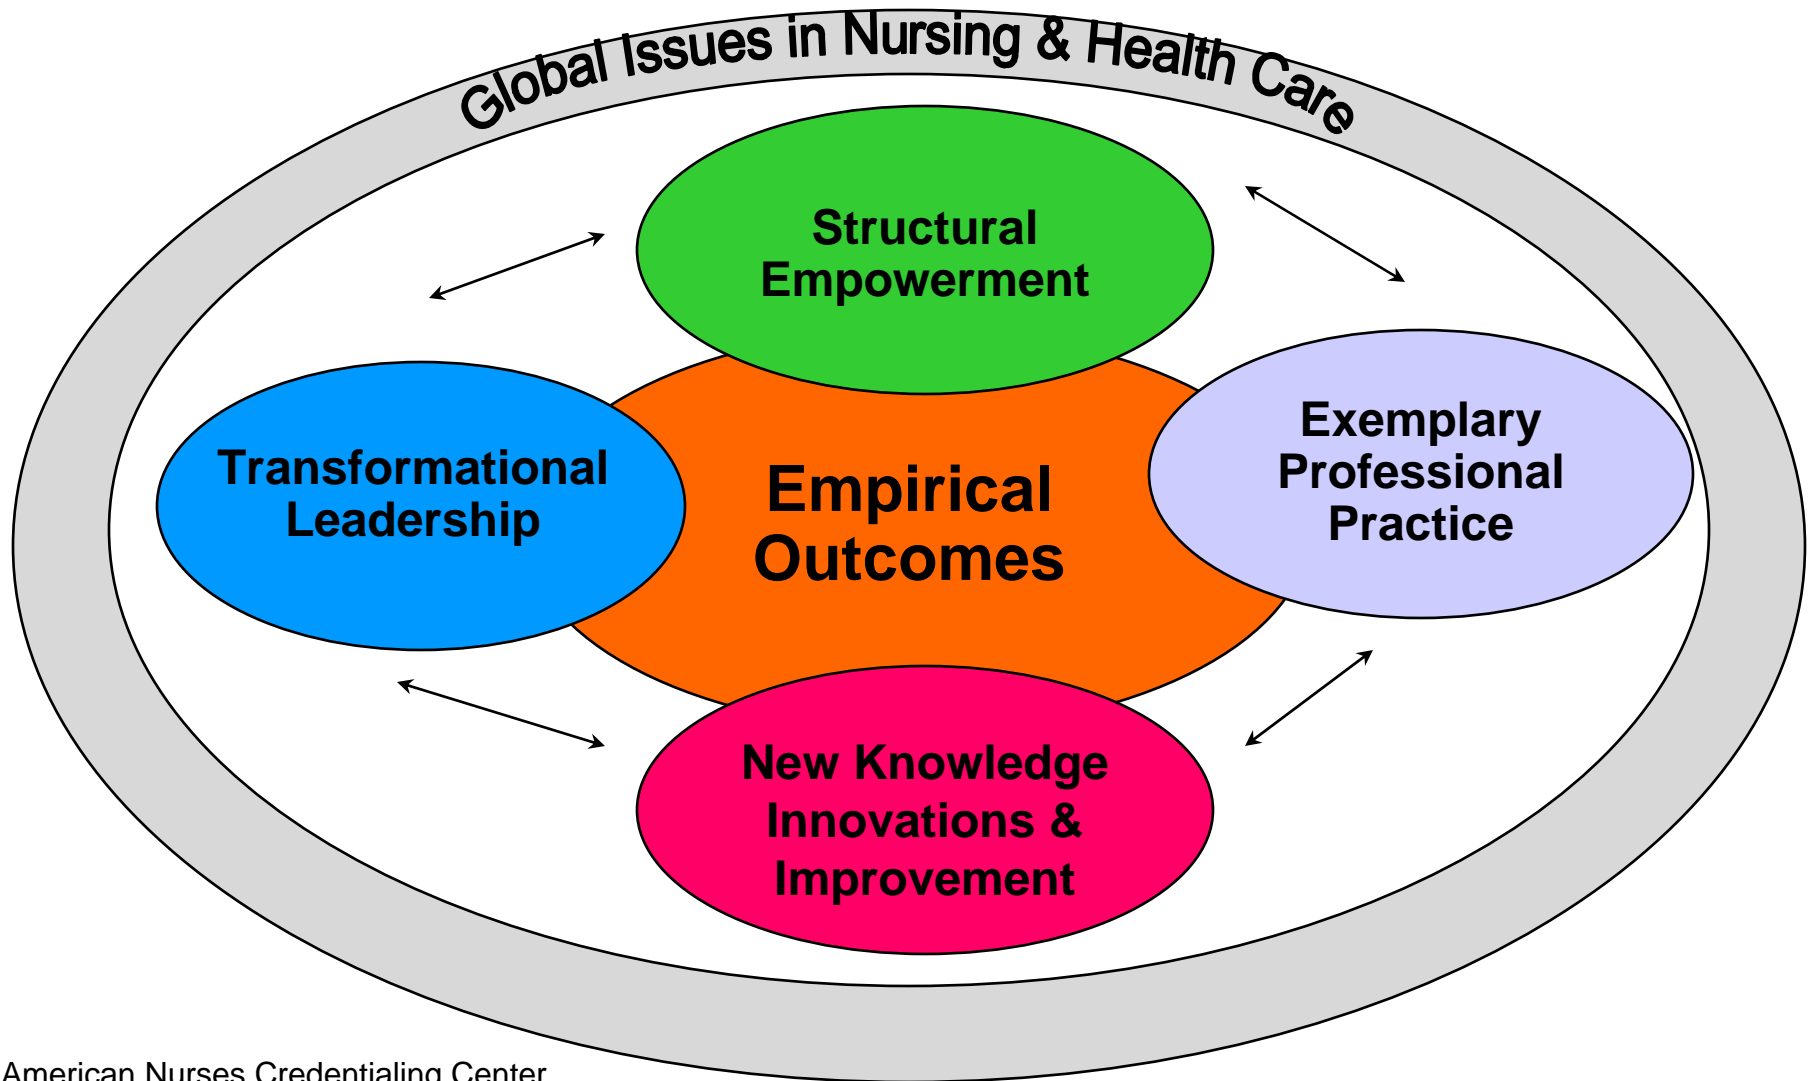 Global Issues in Nursing & Health Care
Structural
Empowerment
Transformational
Leadership
Empirical
Outcomes
Exemplary
Professional
Practice
New Knowledge
Innovations &
Improvement
American Nurses Credentialing Center